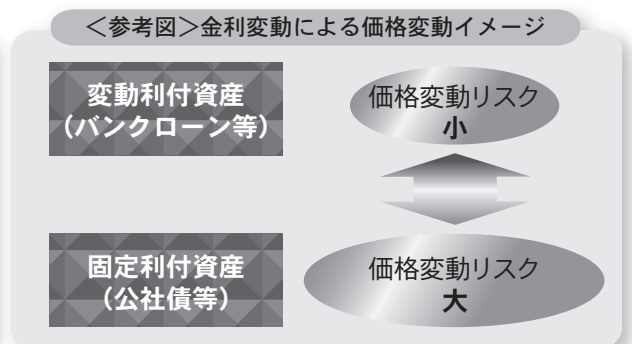 ＜参考図＞金利変動による価格変動イメージ
変動利付資産
（バンクローン等）
価格変動リスク
小
固定利付資産
（公社債等）
価格変動リスク
大